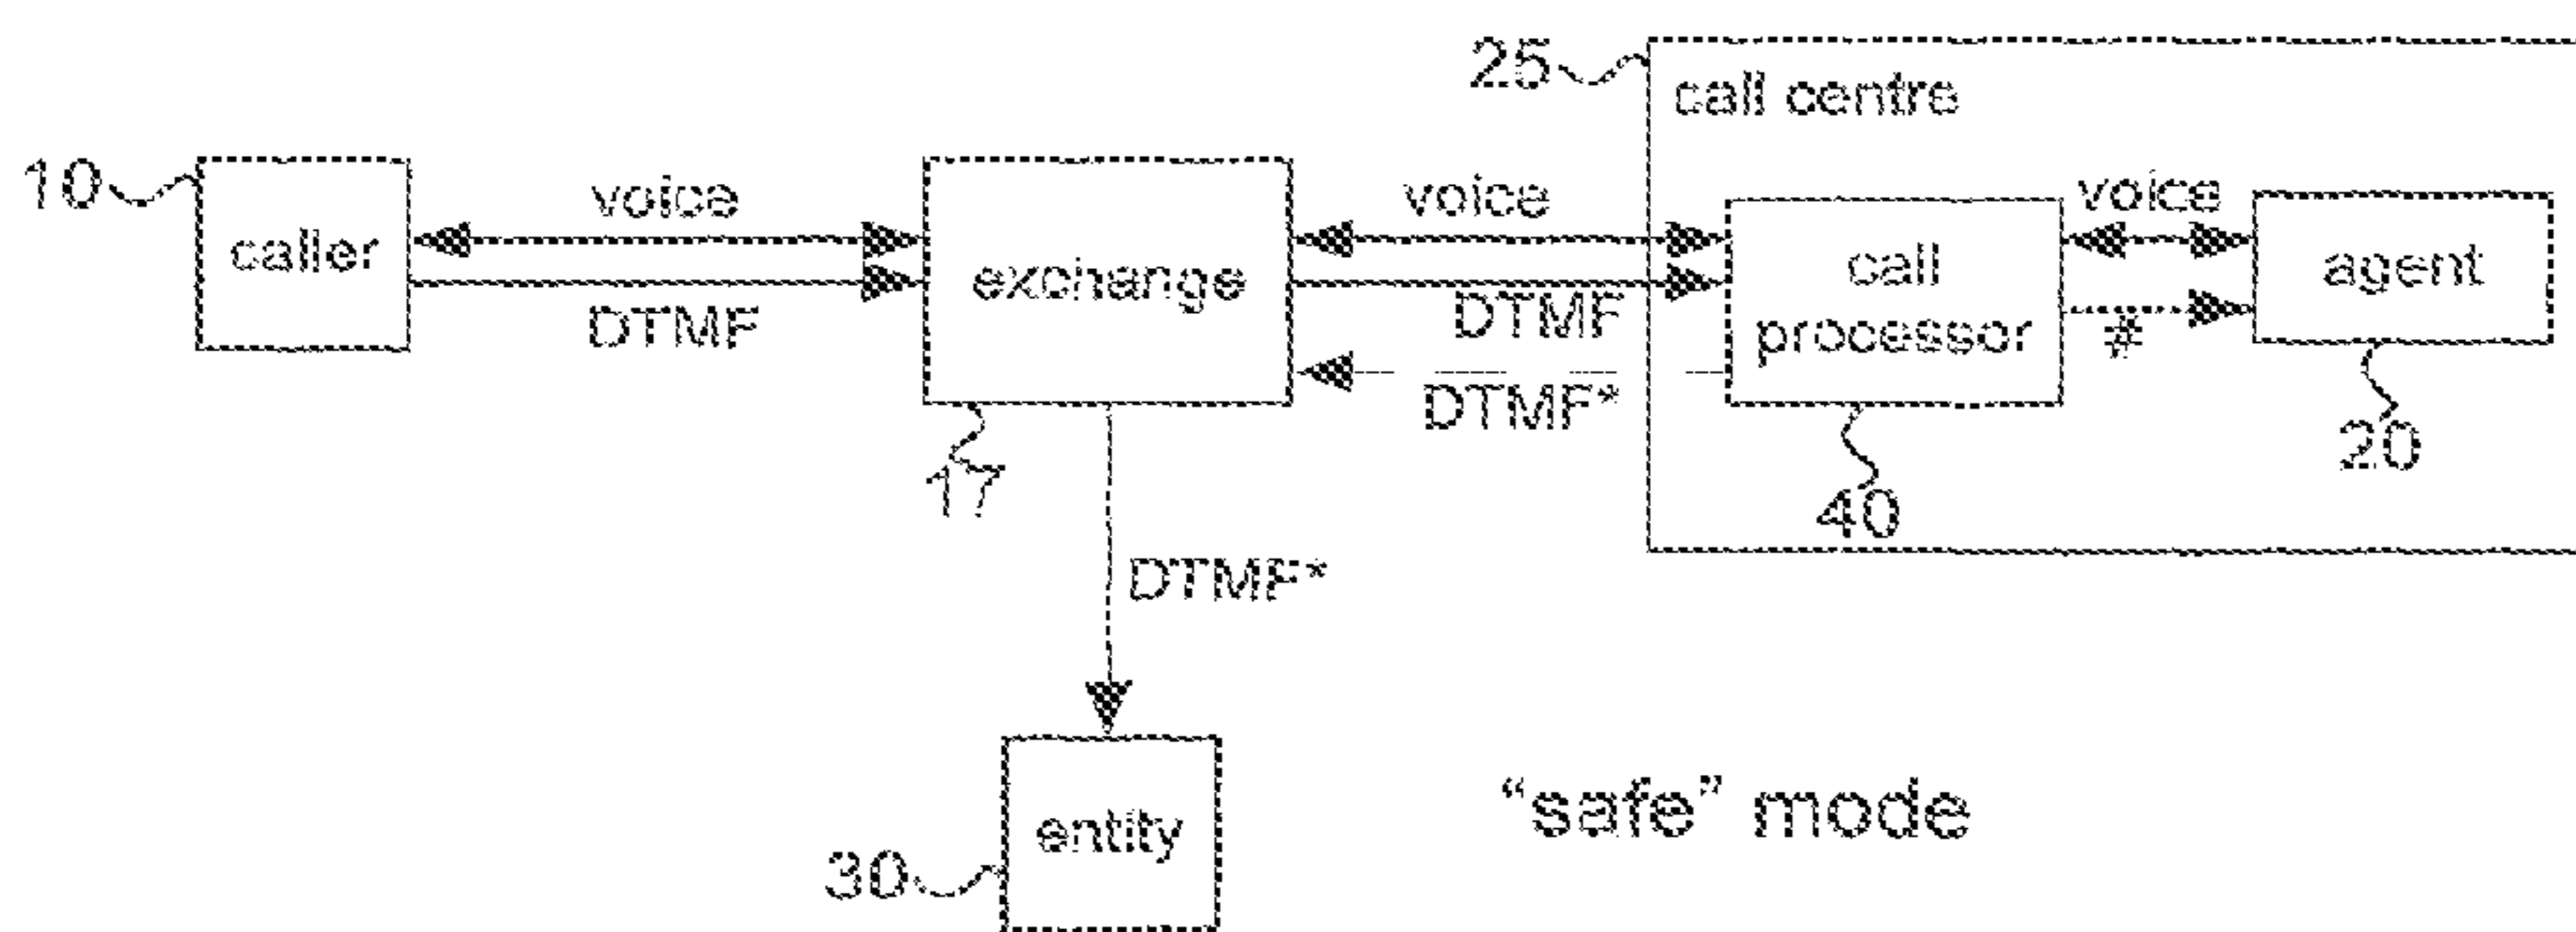 25
call centre
10
caller
voice
DTMF
exchange
17
voice
DTMF
DTMF*
call
processor
40
voice
#
agent
20
DTMF*
entity
30
“safe” mode